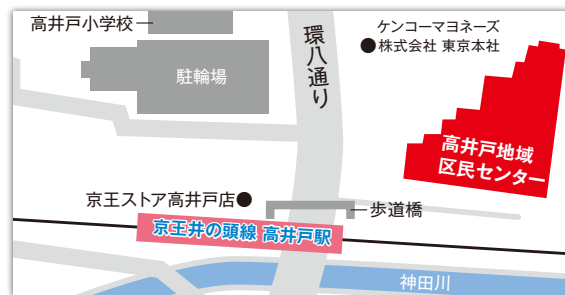 高井戸小学校
環八通り
ケンコーマヨネーズ
株式会社 東京本社
駐輪場
高井戸地域
区民センター
京王ストア高井戸店
歩道橋
京王井の頭線 高井戸駅
神田川